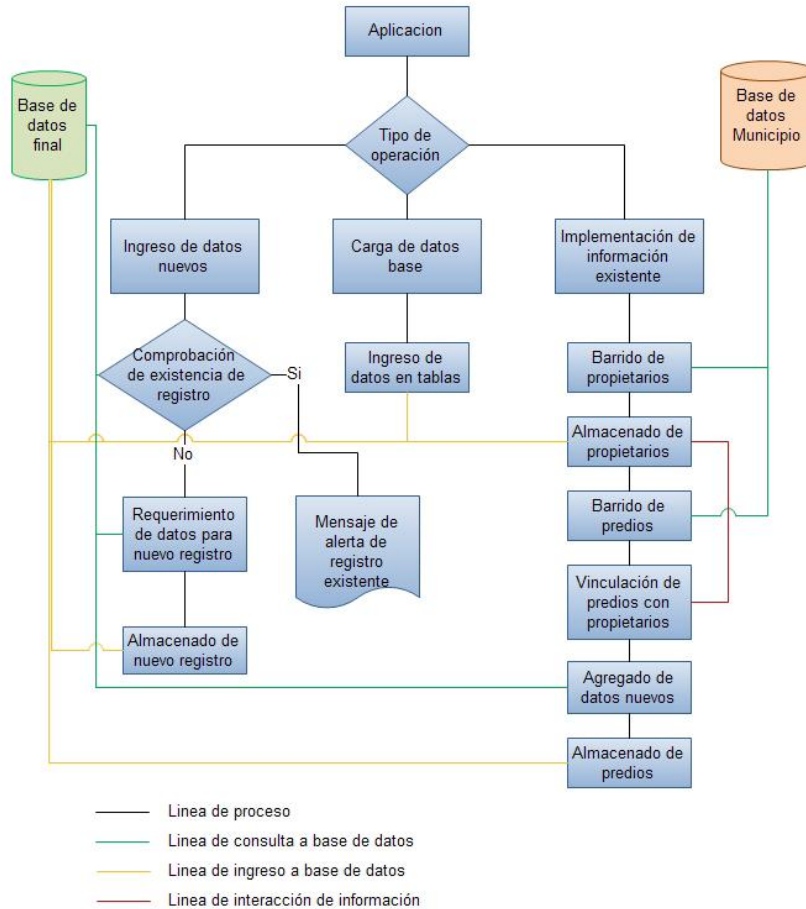 Aplicacion
Base de
datos
final
Base de
datos
Municipio
Tipo de
operación
Ingreso de datos
nuevos
Carga de datos
base
Implementación de
información
existente
Comprobación
de existencia de
registro
Si
No
Ingreso de
datos en tablas
Barrido de
propietarios
Almacenado de
propietarios
Requerimiento
de datos para
nuevo registro
Mensaje de
alerta de
registro
existente
Barrido de
predios
Vinculación de
predios con
propietarios
Almacenado de
nuevo registro
Agregado de
datos nuevos
Almacenado de
predios
Linea de proceso
Linea de consulta a base de datos
Linea de ingreso a base de datos
Linea de interacción de información